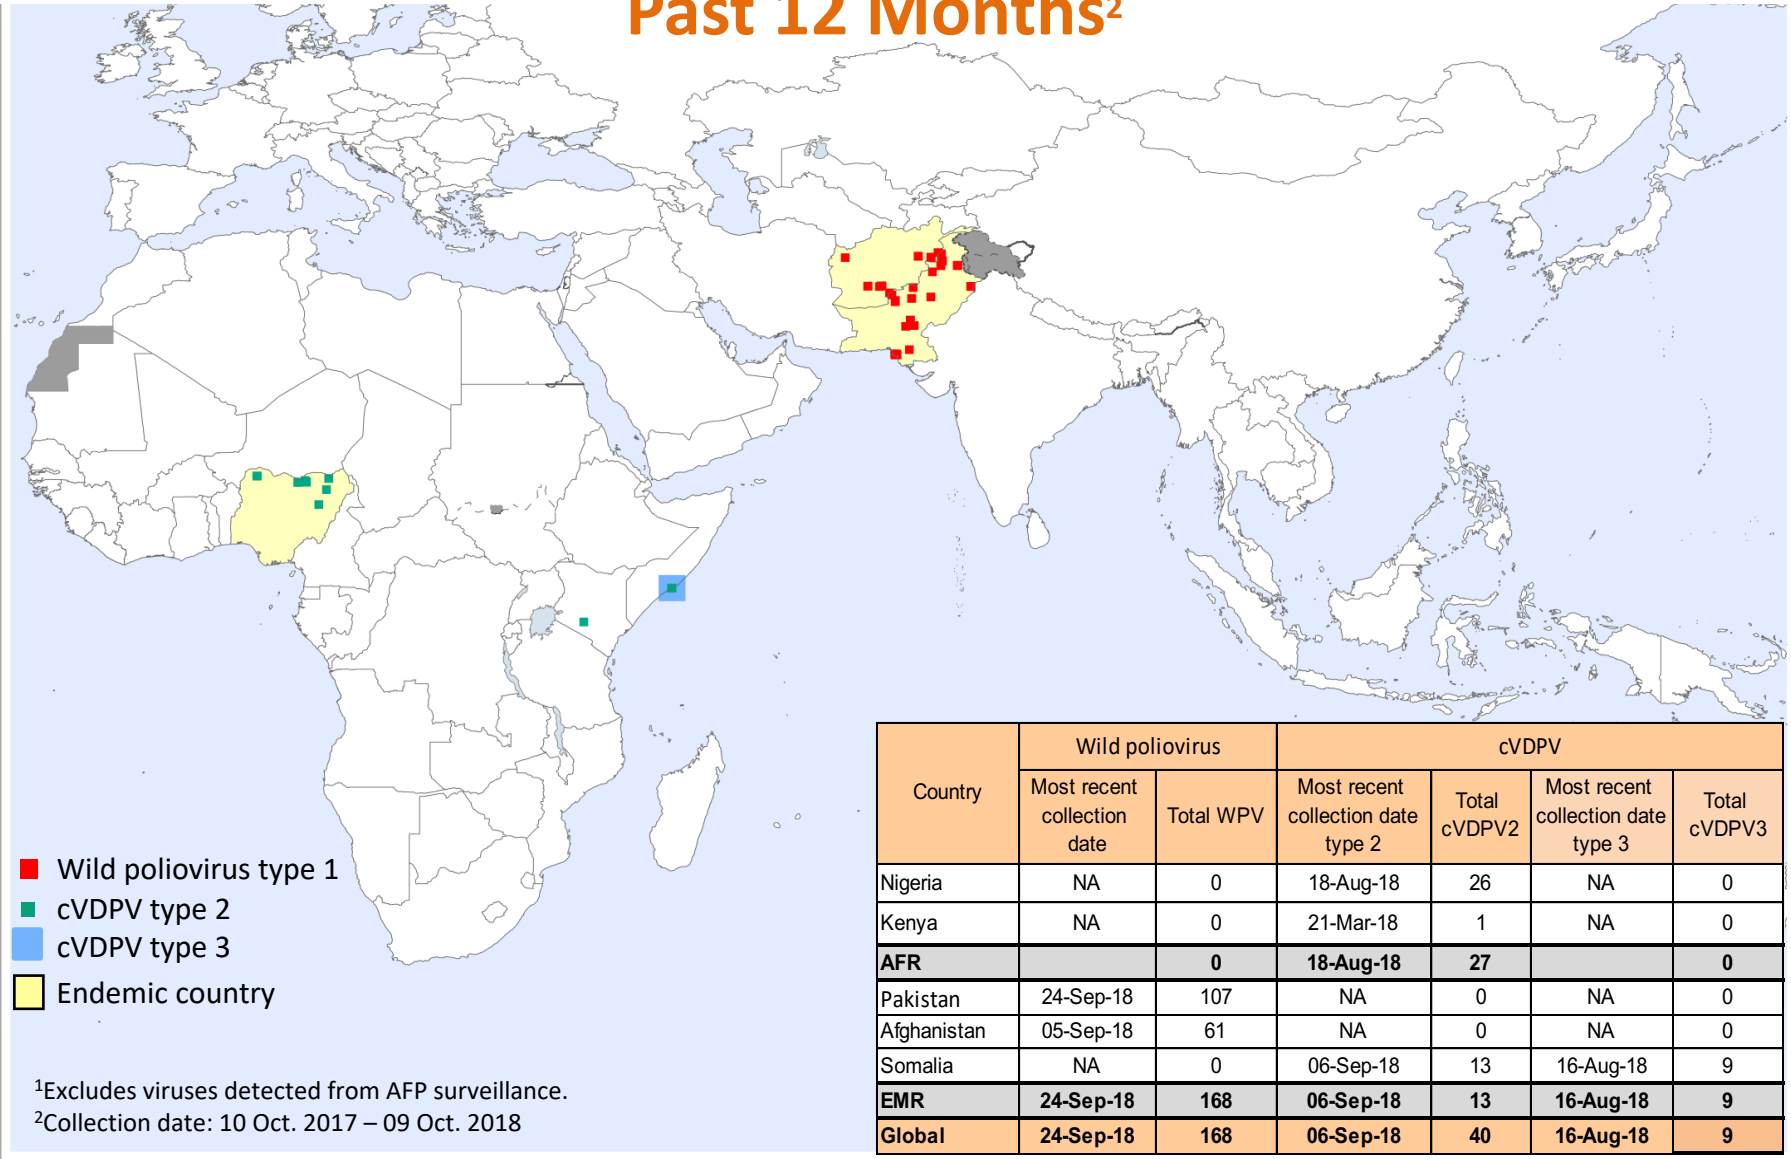 Past 12 Months²
Wild poliovirus type 1
cVDPV type 2
cVDPV type 3
Endemic country
¹Excludes viruses detected from AFP surveillance.
²Collection date: 10 Oct. 2017 – 09 Oct. 2018
Country | Wild poliovirus | cVDPV
Most recent collection date | Total WPV | Most recent collection date type 2 | Total cVDPV2 | Most recent collection date type 3 | Total cVDPV3
Nigeria | NA | 0 | 18-Aug-18 | 26 | NA | 0
Kenya | NA | 0 | 21-Mar-18 | 1 | NA | 0
AFR | | 0 | 18-Aug-18 | 27 | | 0
Pakistan | 24-Sep-18 | 107 | NA | 0 | NA | 0
Afghanistan | 05-Sep-18 | 61 | NA | 0 | NA | 0
Somalia | NA | 0 | 06-Sep-18 | 13 | 16-Aug-18 | 9
EMR | 24-Sep-18 | 168 | 06-Sep-18 | 13 | 16-Aug-18 | 9
Global | 24-Sep-18 | 168 | 06-Sep-18 | 40 | 16-Aug-18 | 9